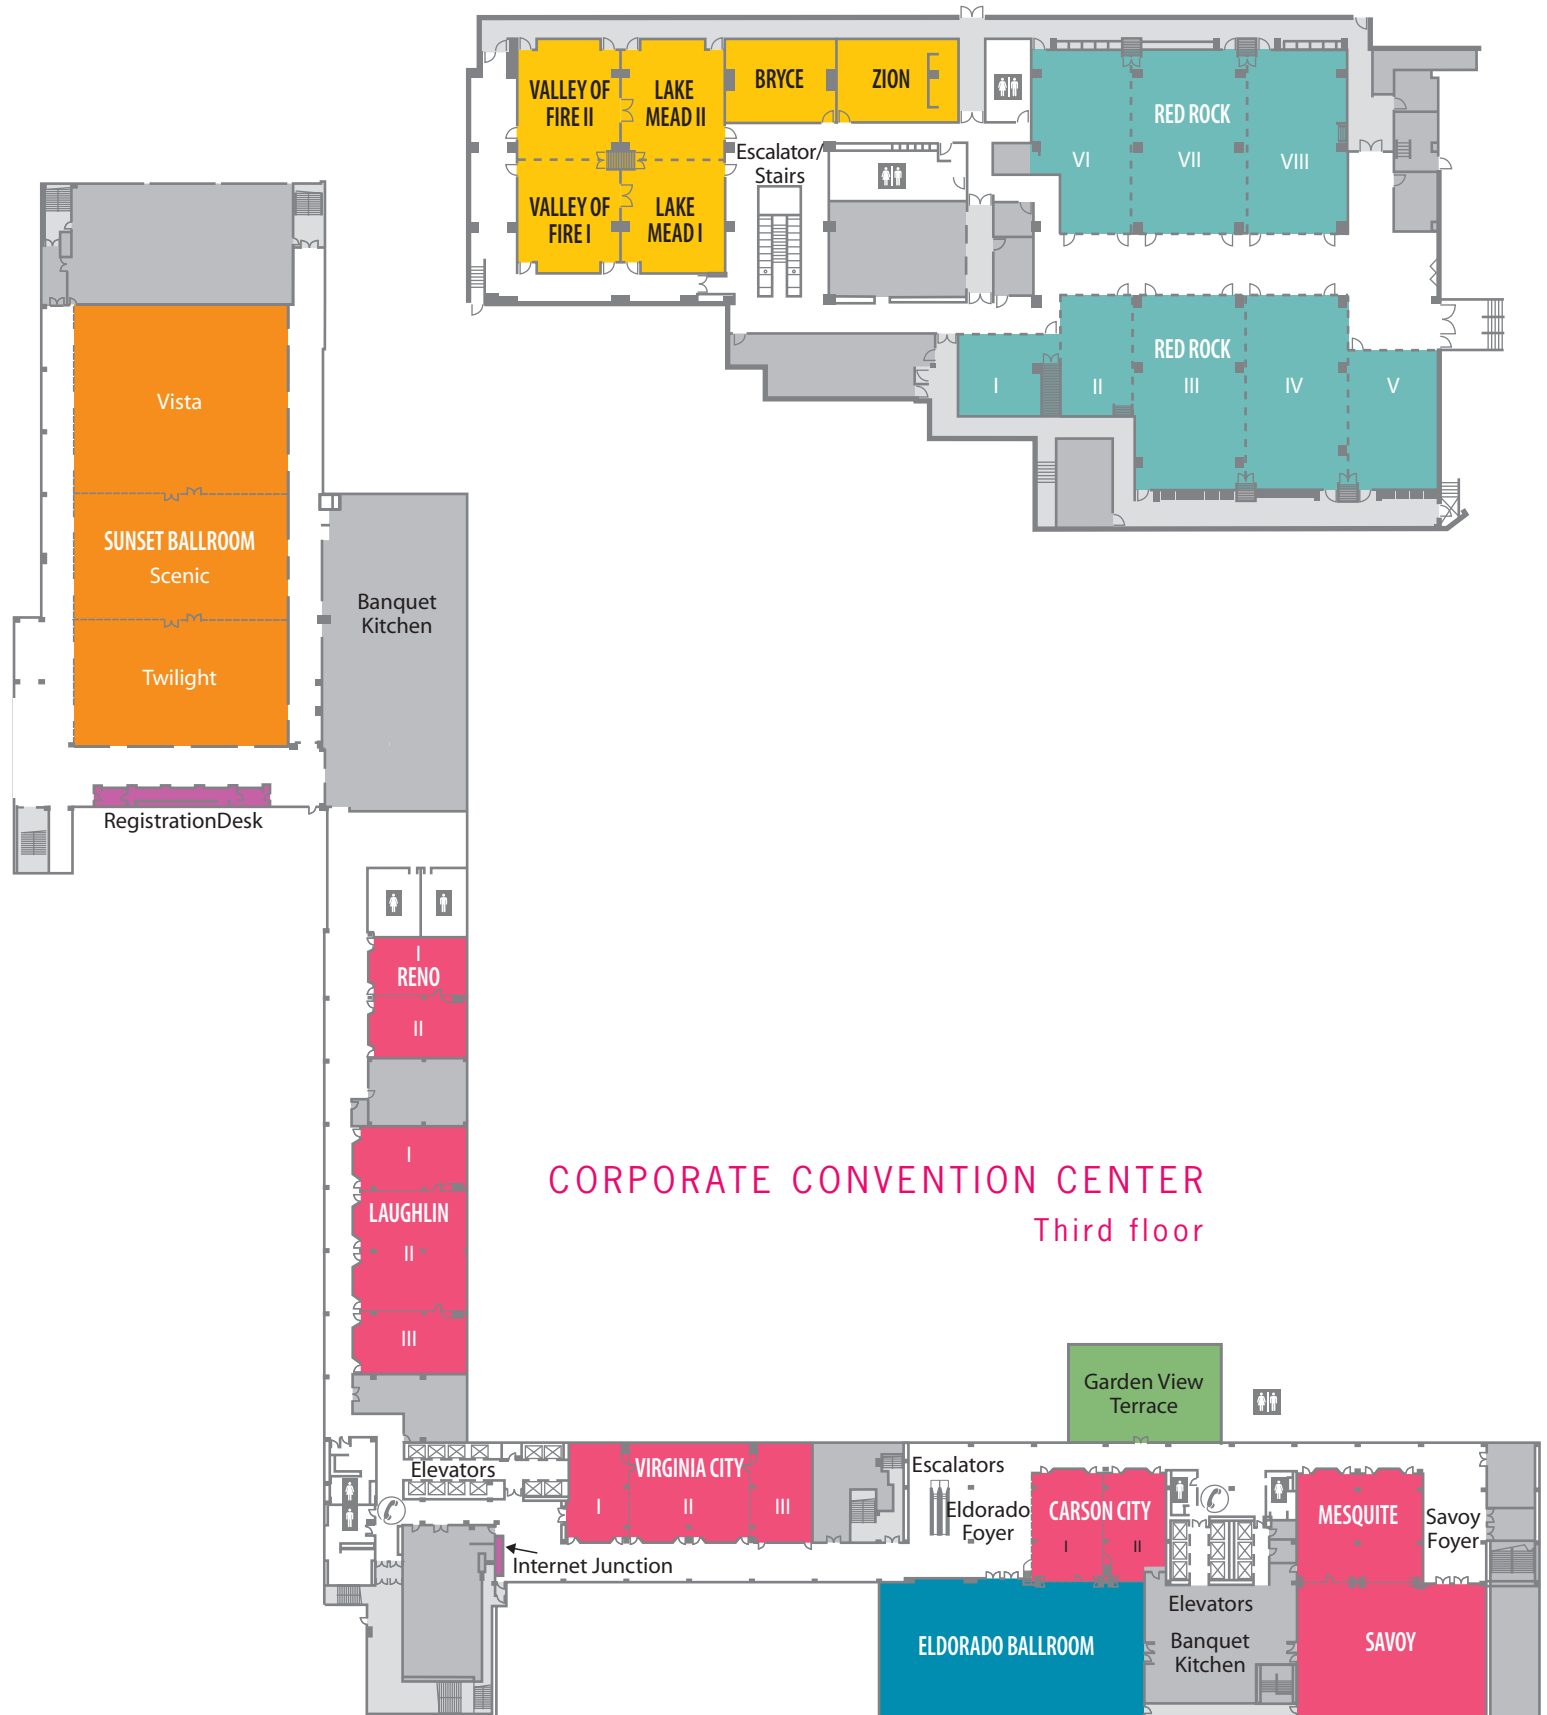 VALLEY OF
FIRE II
LAKE
MEAD II
BRYCE
ZION
RED ROCK
VI
VII
VIII
Escalator/
Stairs
VALLEY OF
FIRE I
LAKE
MEAD I
RED ROCK
I
II
III
IV
V
Vista
SUNSET BALLROOM
Scenic
Twilight
Banquet
Kitchen
RegistrationDesk
I
RENO
II
I
LAUGHLIN
II
III
CORPORATE CONVENTION CENTER
Third floor
Garden View
Terrace
Elevators
VIRGINIA CITY
I
II
III
Internet Junction
Escalators
Eldorado
Foyer
CARSON CITY
I
II
MESQUITE
Savoy
Foyer
ELDORADO BALLROOM
Elevators
Banquet
Kitchen
SAVOY